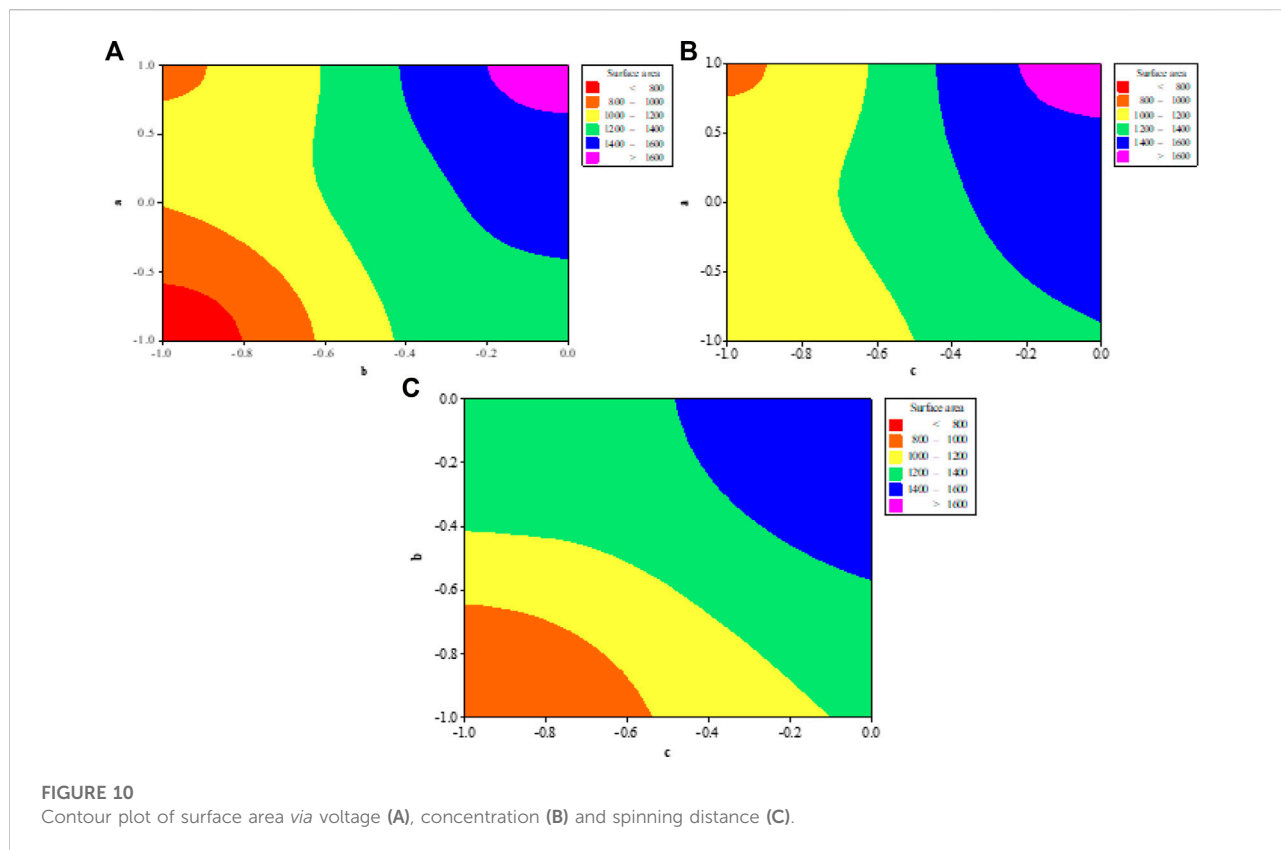 A
1.0
0.5
0.0
-0.5
-1.0
a
-1.0 -0.8 -0.6 -0.4 -0.2 0.0
b
Surface area
< 800
800 – 1000
1000 – 1200
1200 – 1400
1400 – 1600
> 1600
B
1.0
0.5
0.0
-0.5
-1.0
a
-1.0 -0.8 -0.6 -0.4 -0.2 0.0
c
Surface area
< 800
800 – 1000
1000 – 1200
1200 – 1400
1400 – 1600
> 1600
C
0.0
-0.2
-0.4
-0.6
-0.8
-1.0
b
-1.0 -0.8 -0.6 -0.4 -0.2 0.0
c
Surface area
< 800
800 – 1000
1000 – 1200
1200 – 1400
1400 – 1600
> 1600
FIGURE 10
Contour plot of surface area via voltage (A), concentration (B) and spinning distance (C).